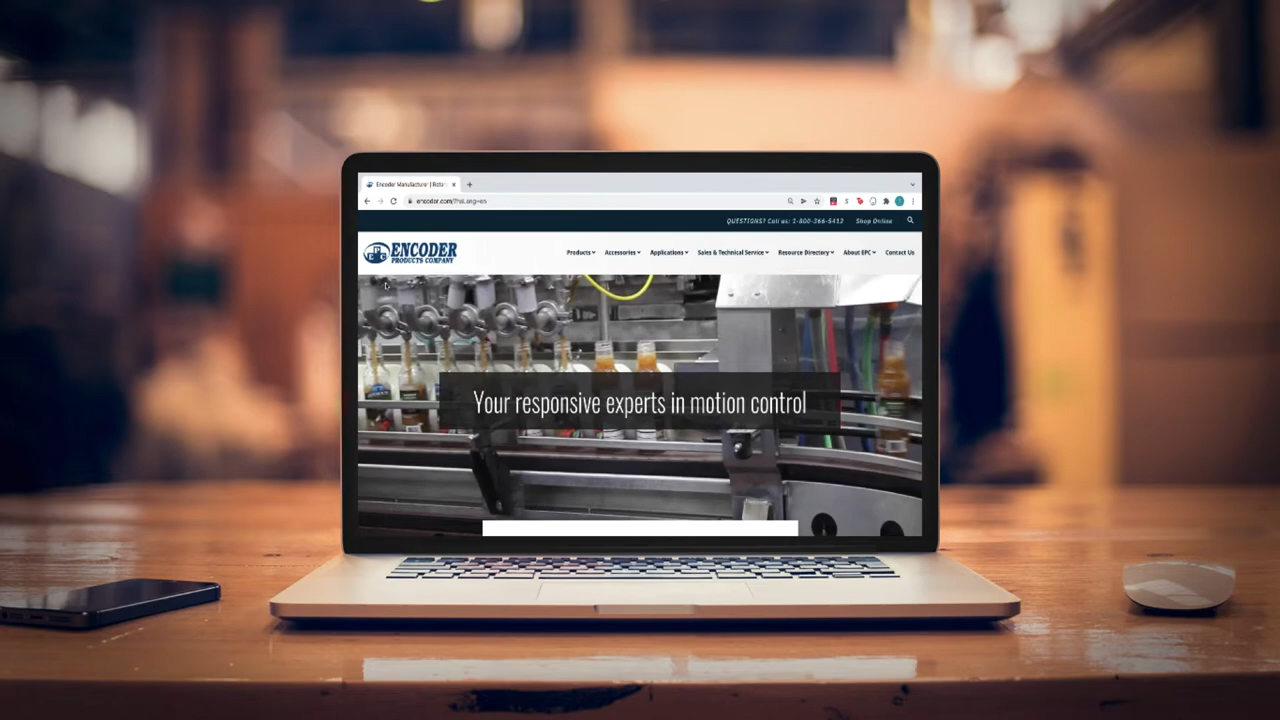 Encoder Manufacturer | Rota
encoder.com/?hsLang=en
QUESTIONS? Call us: 1-800-366-5412 Shop Online
ENCODER
PRODUCTS COMPANY
Products Accessories Applications Sales & Technical Service Resource Directory About EPC Contact Us
Your responsive experts in motion control